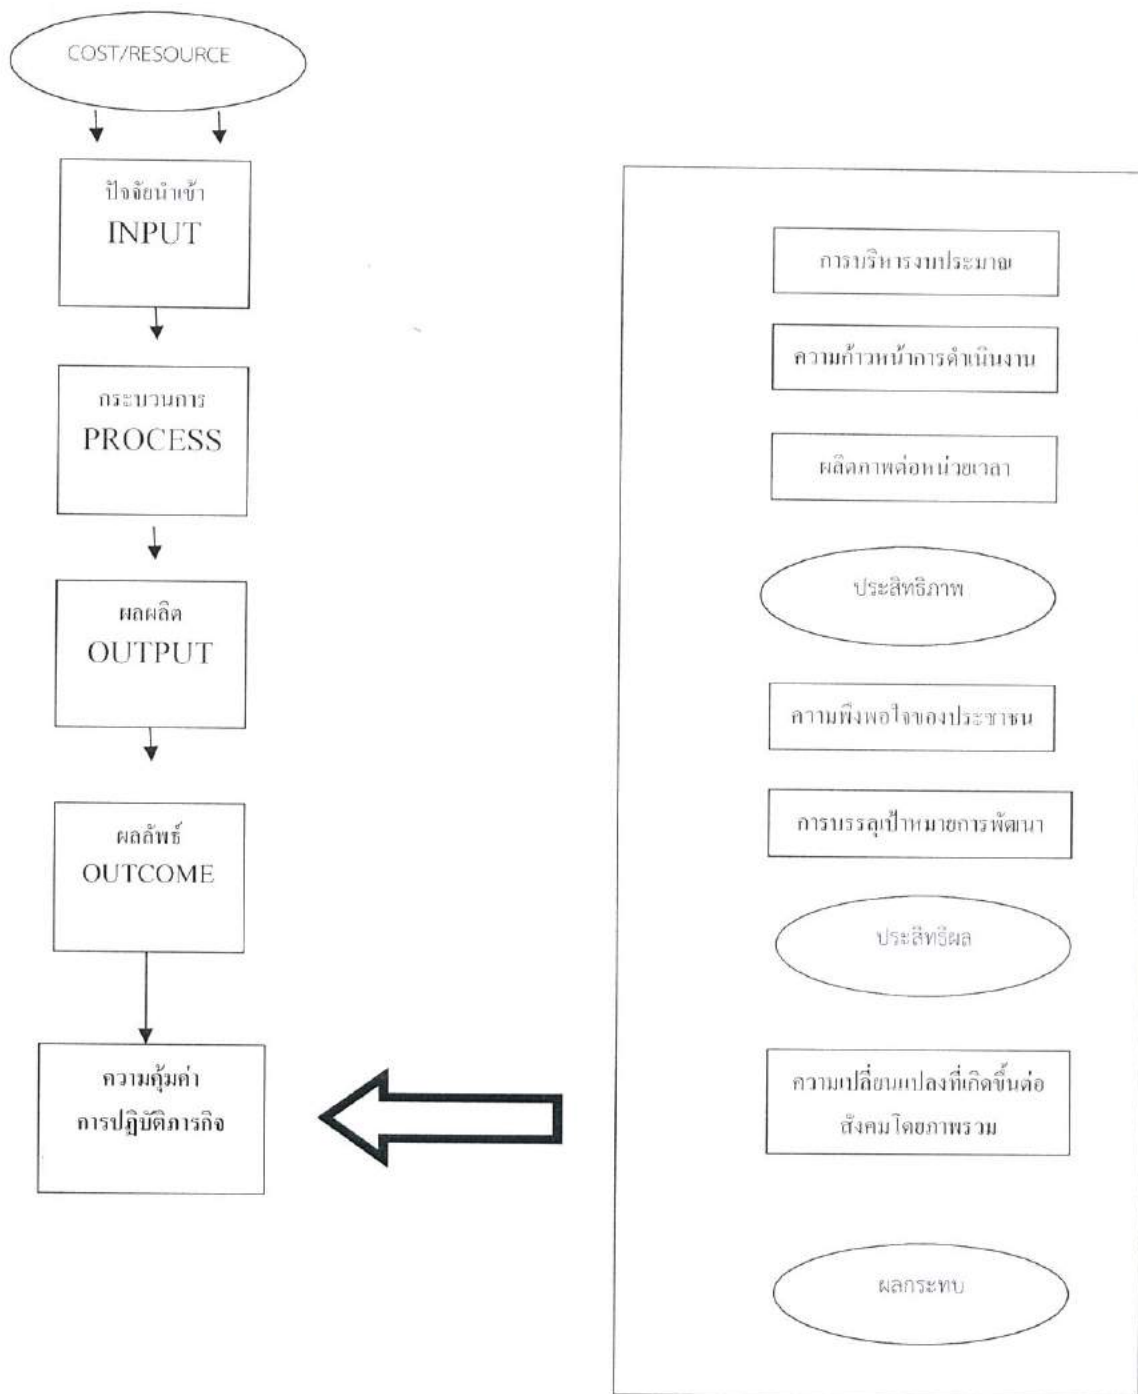 COST/RESOURCE
ปัจจัยนำเข้า
INPUT
กระบวนการ
PROCESS
ผลผลิต
OUTPUT
ผลลัพธ์
OUTCOME
ความคุ้มค่า
การปฏิบัติภารกิจ
การบริหารงบประมาณ
ความก้าวหน้าการดำเนินงาน
ผลิตภาพต่อหน่วยเวลา
ประสิทธิภาพ
ความพึงพอใจของประชาชน
การบรรลุเป้าหมายการพัฒนา
ประสิทธิผล
ความเปลี่ยนแปลงที่เกิดขึ้นต่อ
สังคมโดยภาพรวม
ผลกระทบ